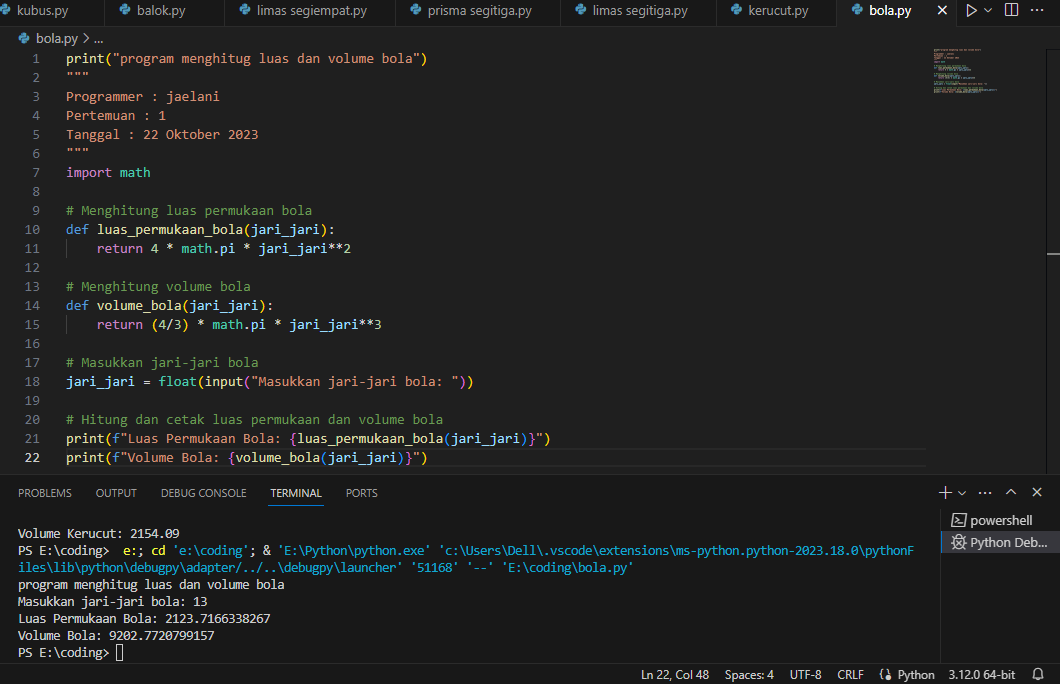 kubus.py balok.py limas segiempat.py prisma segitiga.py limas segitiga.py kerucut.py bola.py
bola.py > ...
1 print("program menghitug luas dan volume bola")
2 """
3 Programmer : jaelani
4 Pertemuan : 1
5 Tanggal : 22 Oktober 2023
6 """
7 import math
8
9 # Menghitung luas permukaan bola
10 def luas_permukaan_bola(jari_jari):
11 return 4 * math.pi * jari_jari**2
12
13 # Menghitung volume bola
14 def volume_bola(jari_jari):
15 return (4/3) * math.pi * jari_jari**3
16
17 # Masukkan jari-jari bola
18 jari_jari = float(input("Masukkan jari-jari bola: "))
19
20 # Hitung dan cetak luas permukaan dan volume bola
21 print(f"Luas Permukaan Bola: {luas_permukaan_bola(jari_jari)}")
22 print(f"Volume Bola: {volume_bola(jari_jari)}")
PROBLEMS OUTPUT DEBUG CONSOLE TERMINAL PORTS
powershell
Python Deb...
Volume Kerucut: 2154.09
PS E:\coding> e:; cd 'e:\coding'; & 'E:\Python\python.exe' 'c:\Users\Dell\.vscode\extensions\ms-python.python-2023.18.0\pythonF
iles\lib\python\debugpy\adapter/../..\debugpy\launcher' '51168' '--' 'E:\coding\bola.py'
program menghitug luas dan volume bola
Masukkan jari-jari bola: 13
Luas Permukaan Bola: 2123.7166338267
Volume Bola: 9202.7720799157
PS E:\coding>
Ln 22, Col 48 Spaces: 4 UTF-8 CRLF Python 3.12.0 64-bit